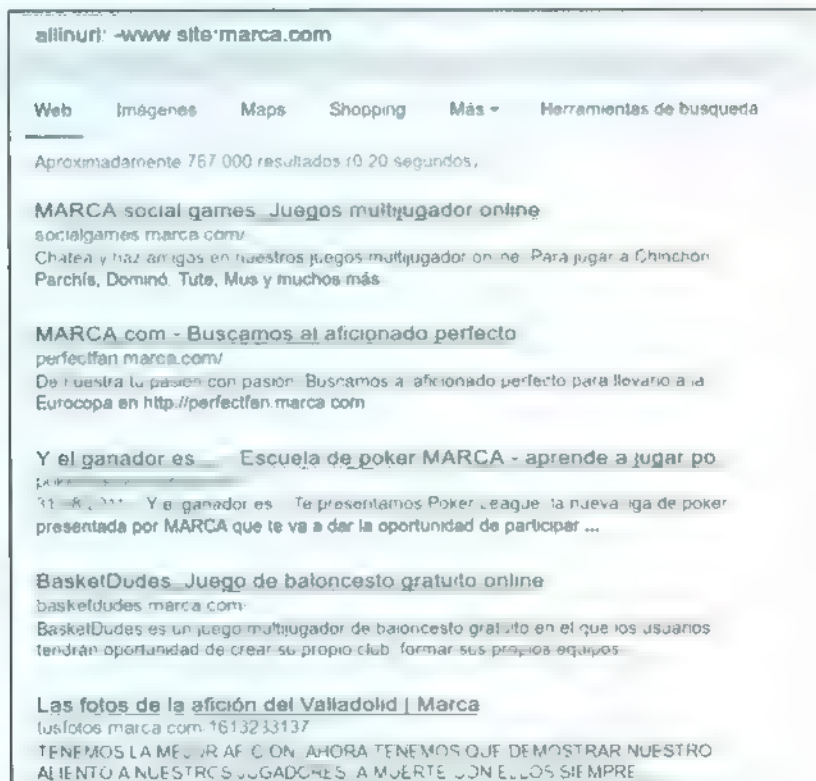 allinurl: -www site:marca.com
Web Imágenes Maps Shopping Más Herramientas de busqueda
Aproximadamente 767 000 resultados (0.20 segundos)
MARCA social games Juegos multijugador online
socialgames marca com/
Chatea y haz amigos en nuestros juegos multijugador online Para jugar a Chinchón
Parchís, Dominó, Tute, Mus y muchos más
MARCA com - Buscamos al aficionado perfecto
perfectfan marca.com/
tu pasión con pasión Buscamos al aficionado perfecto para llevarlo a la
Eurocopa en http://perfectfan.marca com
Y el ganador es Escuela de poker MARCA - aprende a jugar po
Y el ganador es Te presentamos Poker League la nueva liga de poker
presentada por MARCA que te va a dar la oportunidad de participar ...
BasketDudes Juego de baloncesto gratuito online
basketdudes marca com
BasketDudes es un juego multijugador de baloncesto gratuito en el que los usuarios
tendrán oportunidad de crear su propio club formar sus propios equipos
Las fotos de la afición del Valladolid | Marca
tusfotos marca com 1613233137
TENEMOS LA MEJOR AFICION AHORA TENEMOS QUE DEMOSTRAR NUESTRO
ALIENTO A NUESTROS JUGADORES A MUERTE CON ELLOS SIEMPRE